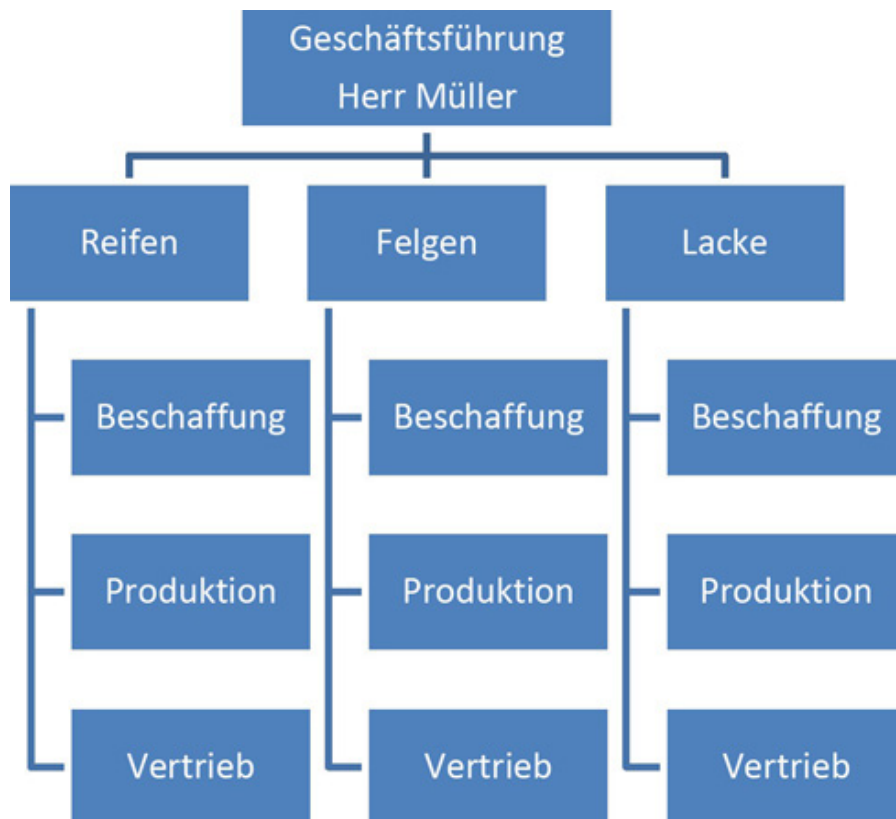 Geschäftsführung
Herr Müller
Reifen
Felgen
Lacke
Beschaffung
Beschaffung
Beschaffung
Produktion
Produktion
Produktion
Vertrieb
Vertrieb
Vertrieb